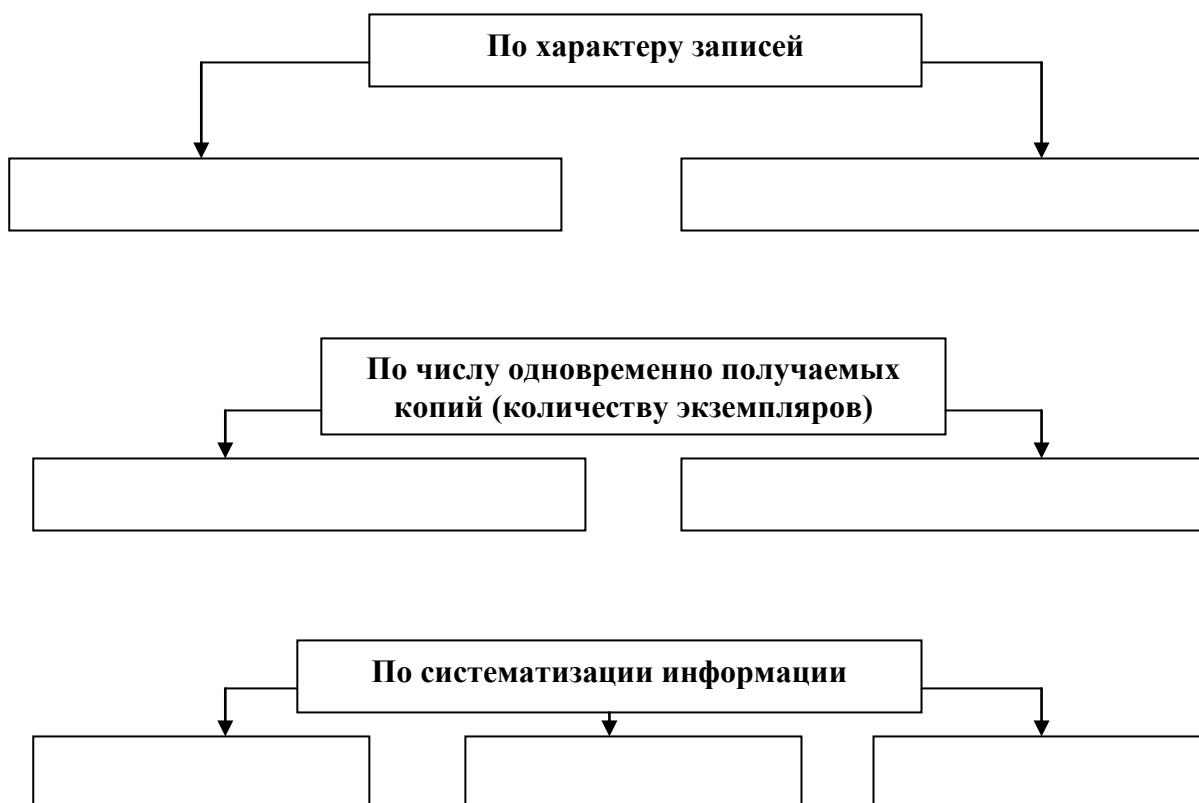 По характеру записей
По числу одновременно получаемых
копий (количеству экземпляров)
По систематизации информации